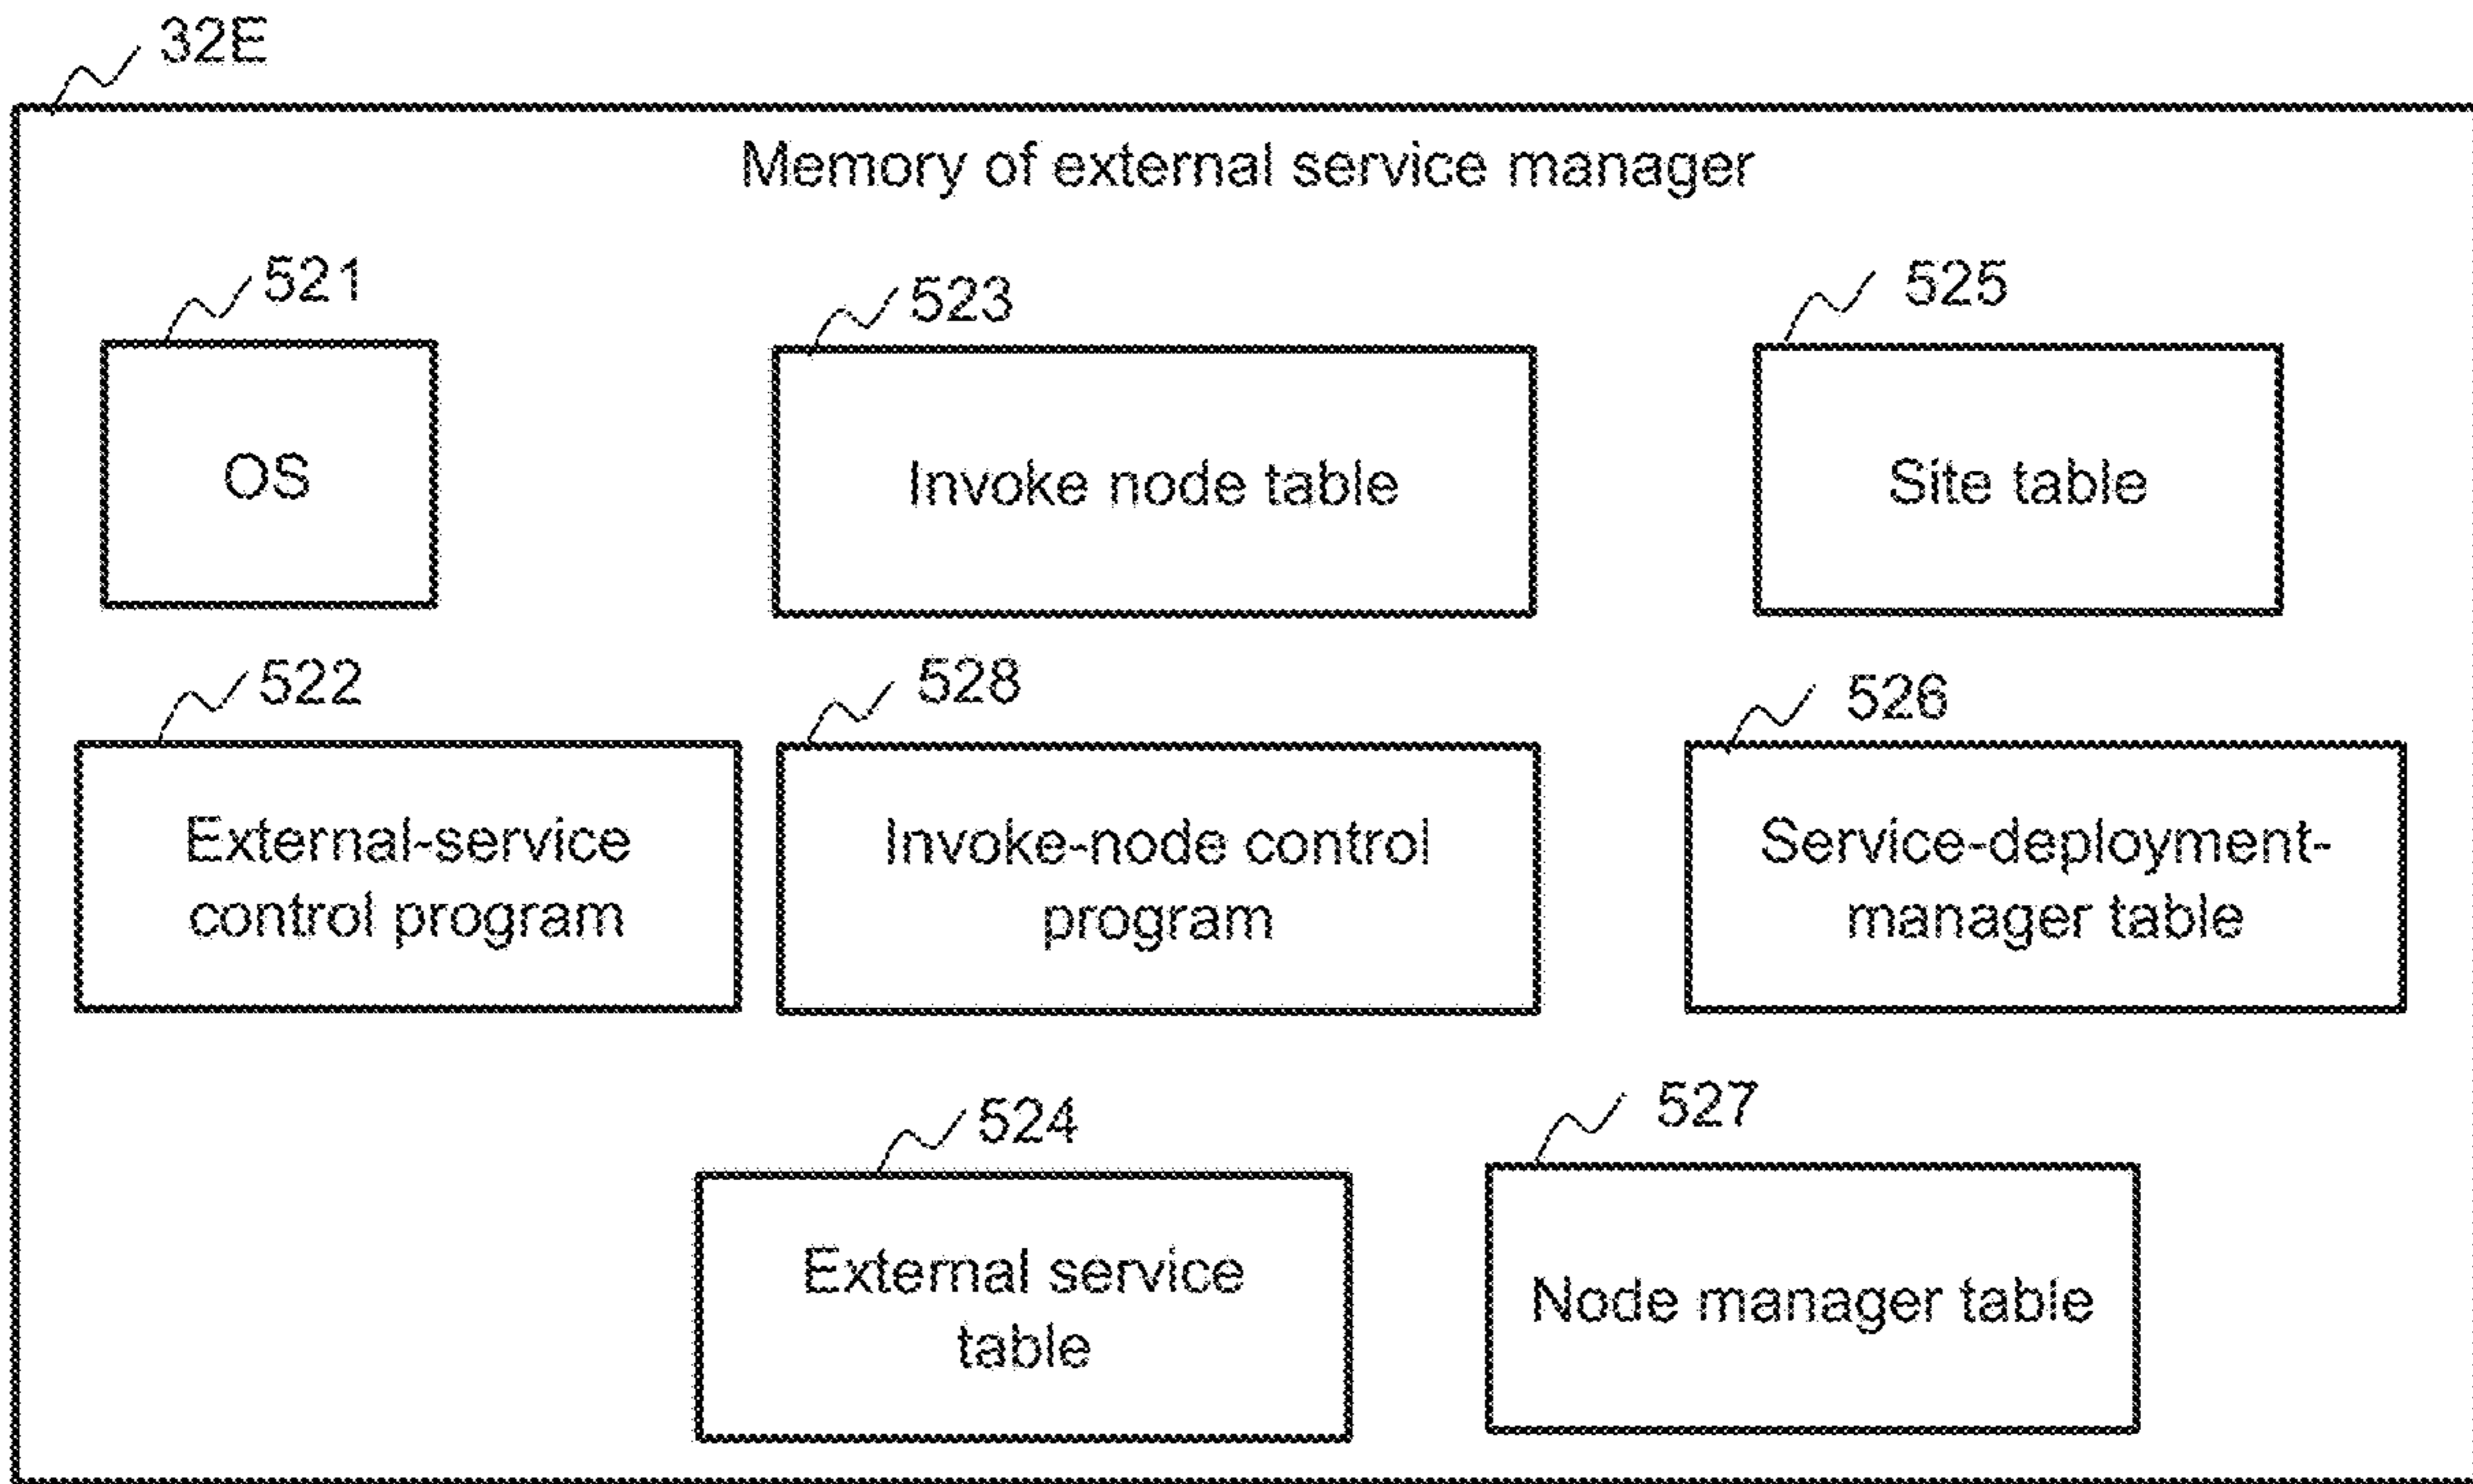 32E
Memory of external service manager
521
523
525
OS
Invoke node table
Site table
522
528
526
External-service
control program
Invoke-node control
program
Service-deployment-
manager table
524
527
External service
table
Node manager table